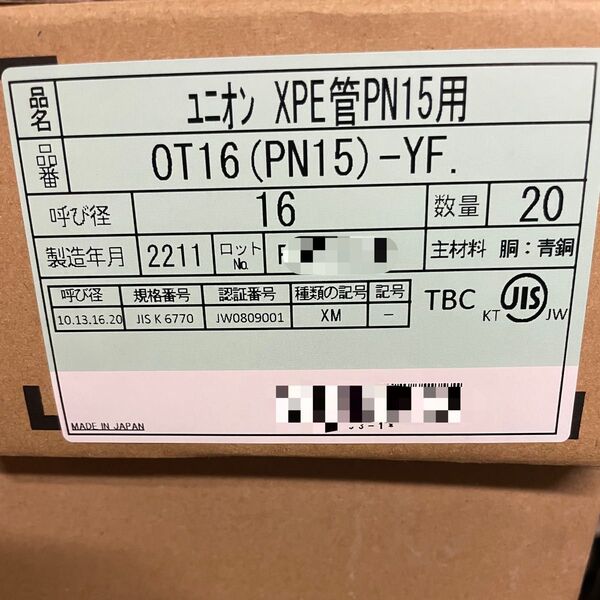 品名 ユニオン XPE管PN15用
品番 OT16(PN15)-YF.
呼び径 16 数量 20
製造年月 2211 ロットNo. 主材料 胴：青銅
呼び径 規格番号 認証番号 種類の記号 記号
10.13.16.20 JIS K 6770 JW0809001 XM －
TBC KT JIS JW
MADE IN JAPAN